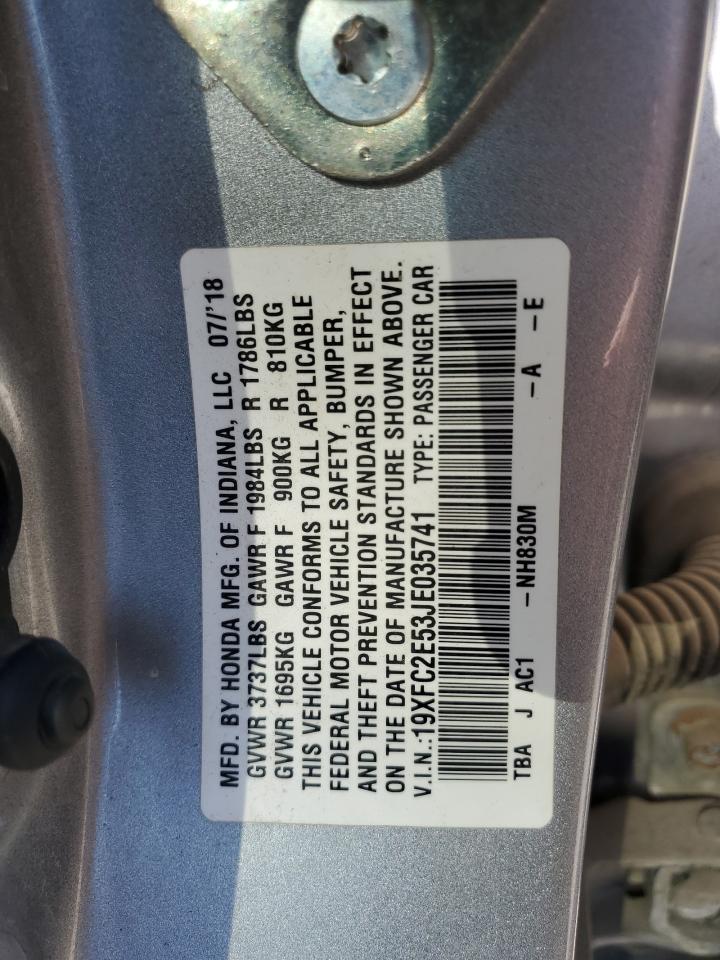 MFD. BY HONDA MFG. OF INDIANA, LLC 07/'18
GVWR 3737LBS GAWR F 1984LBS R 1786LBS
GVWR 1695KG GAWR F 900KG R 810KG
THIS VEHICLE CONFORMS TO ALL APPLICABLE
FEDERAL MOTOR VEHICLE SAFETY, BUMPER,
AND THEFT PREVENTION STANDARDS IN EFFECT
ON THE DATE OF MANUFACTURE SHOWN ABOVE.
V.I.N.:19XFC2E53JE035741 TYPE: PASSENGER CAR
TBA J AC1 -NH830M -A -E